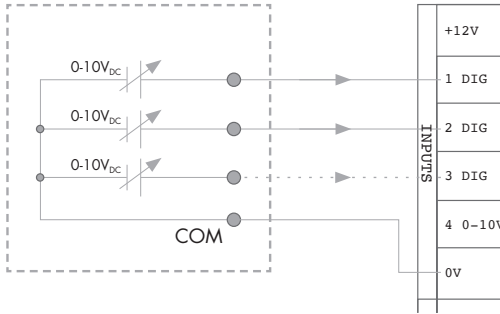 +12V
0-10VDC
1 DIG
0-10VDC
2 DIG
INPUTS
0-10VDC
3 DIG
4 0-10V
COM
0V